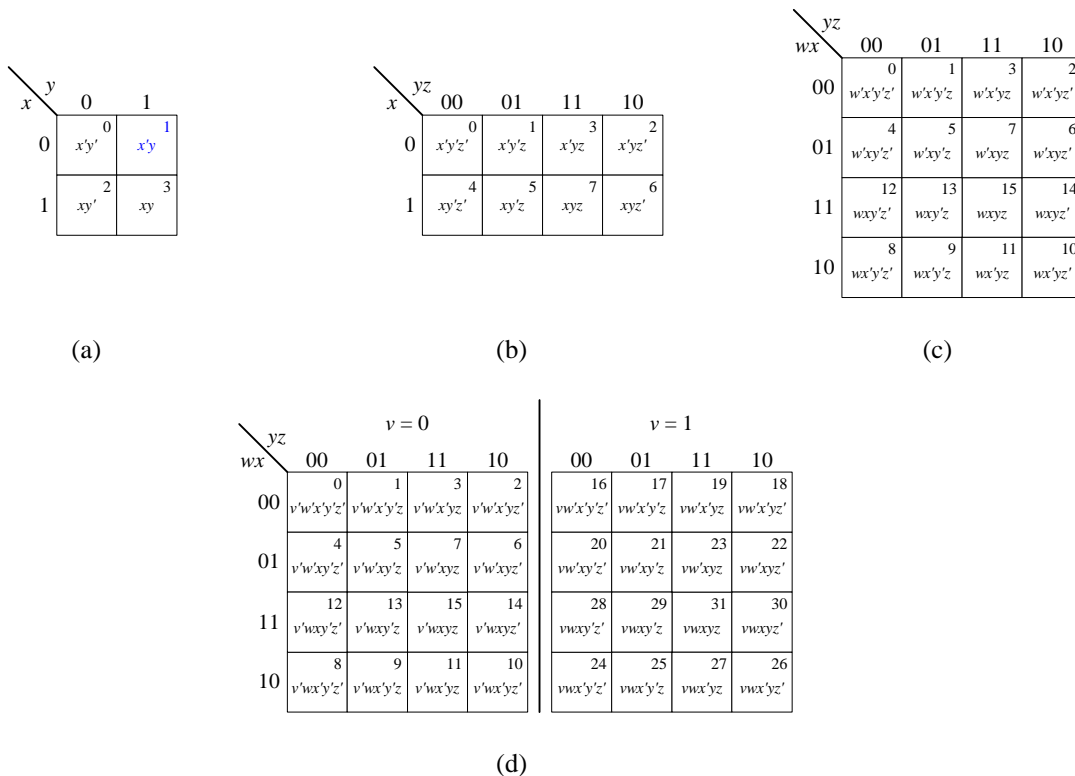 y
x 0 1
0 1
0 x'y' x'y
2 3
1 xy' xy
(a)
yz
x 00 01 11 10
0 1 3 2
0 x'y'z' x'y'z x'yz x'yz'
4 5 7 6
1 xy'z' xy'z xyz xyz'
(b)
yz
wx 00 01 11 10
0 1 3 2
00 w'x'y'z' w'x'y'z w'x'yz w'x'yz'
4 5 7 6
01 w'xy'z' w'xy'z w'xyz w'xyz'
12 13 15 14
11 wxy'z' wxy'z wxyz wxyz'
8 9 11 10
10 wx'y'z' wx'y'z wx'yz wx'yz'
(c)
v = 0 v = 1
yz
wx 00 01 11 10 00 01 11 10
0 1 3 2 16 17 19 18
00 v'w'x'y'z' v'w'x'y'z v'w'x'yz v'w'x'yz' vw'x'y'z' vw'x'y'z vw'x'yz vw'x'yz'
4 5 7 6 20 21 23 22
01 v'w'xy'z' v'w'xy'z v'w'xyz v'w'xyz' vw'xy'z' vw'xy'z vw'xyz vw'xyz'
12 13 15 14 28 29 31 30
11 v'wxy'z' v'wxy'z v'wxyz v'wxyz' vwxy'z' vwxy'z vwxyz vwxyz'
8 9 11 10 24 25 27 26
10 v'wx'y'z' v'wx'y'z v'wx'yz v'wx'yz' vwx'y'z' vwx'y'z vwx'yz vwx'yz'
(d)